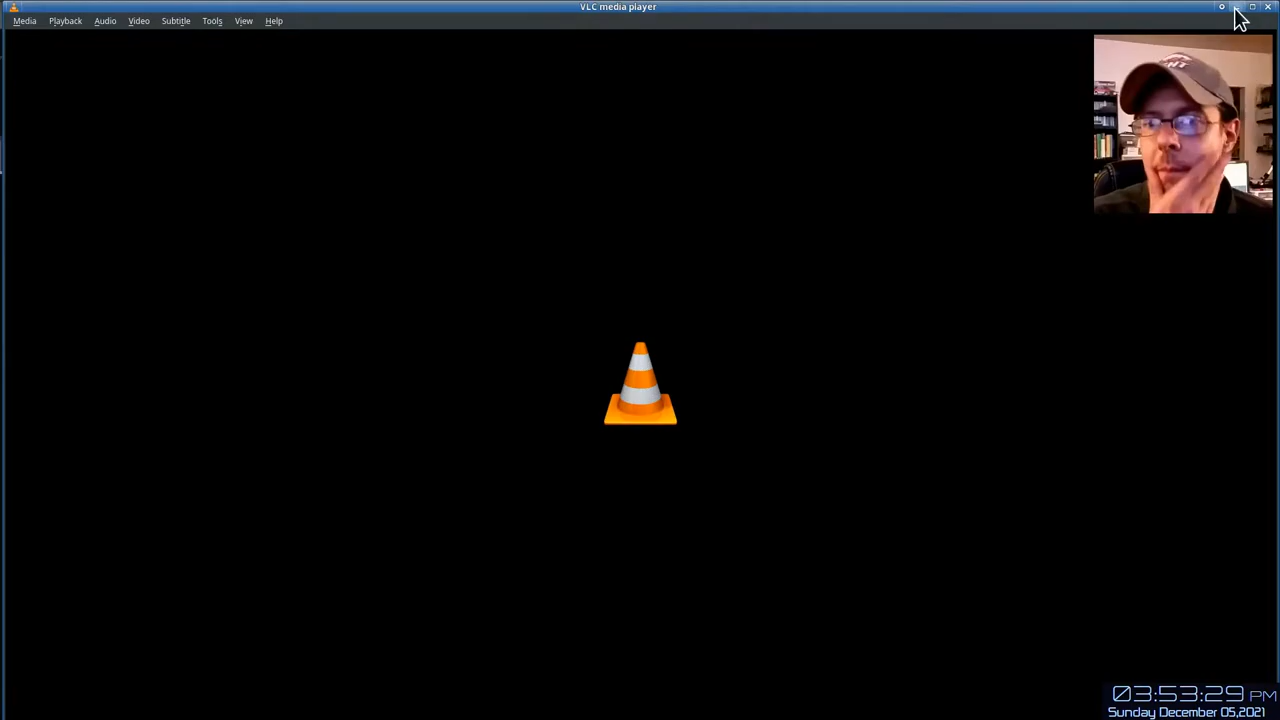 VLC media player
Media Playback Audio Video Subtitle Tools View Help
03:53:29 PM
Sunday December 05,2021